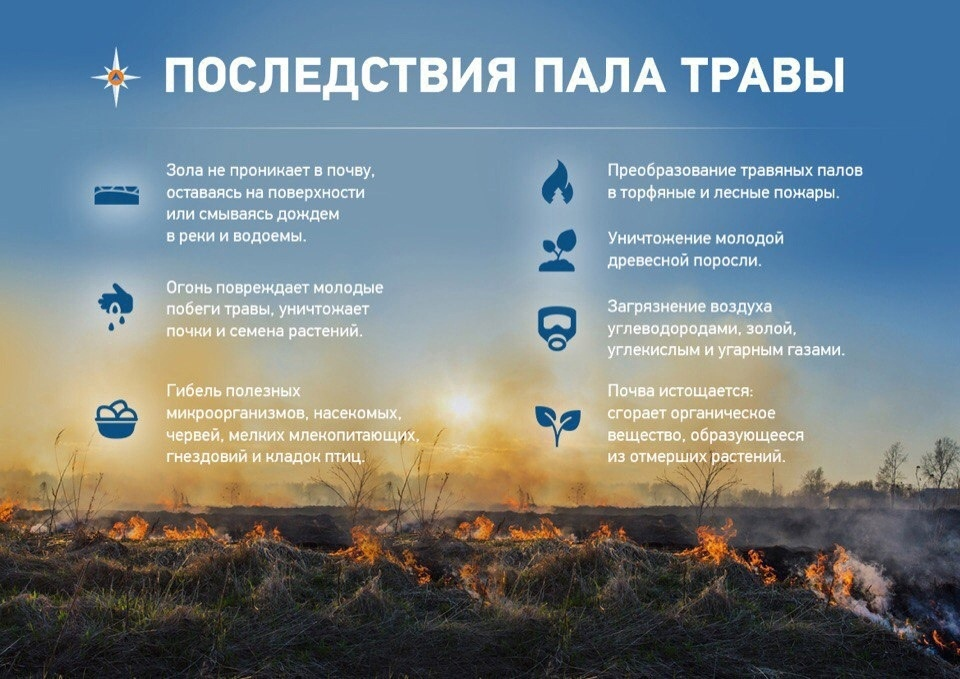 ПОСЛЕДСТВИЯ ПАЛА ТРАВЫ
Зола не проникает в почву,
оставаясь на поверхности
или смываясь дождем
в реки и водоемы.
Огонь повреждает молодые
побеги травы, уничтожает
почки и семена растений.
Гибель полезных
микроорганизмов, насекомых,
червей, мелких млекопитающих,
гнездовий и кладок птиц.
Преобразование травяных палов
в торфяные и лесные пожары.
Уничтожение молодой
древесной поросли.
Загрязнение воздуха
углеводородами, золой,
углекислым и угарным газами.
Почва истощается:
сгорает органическое
вещество, образующееся
из отмерших растений.